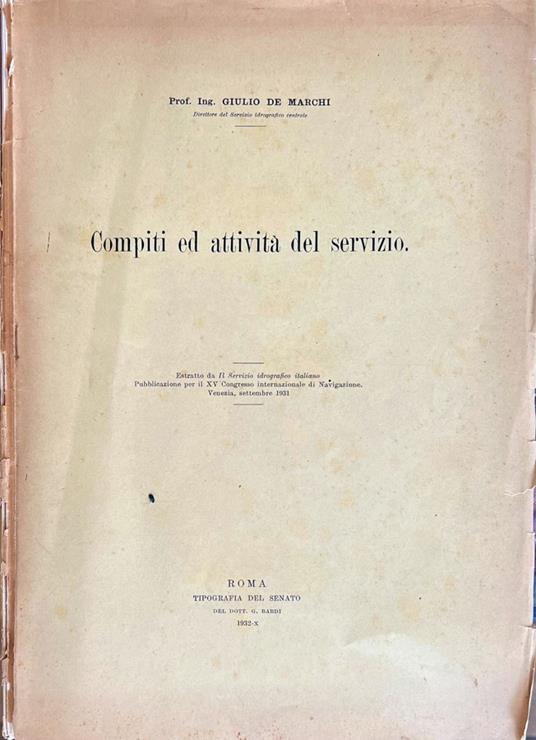 Prof. Ing. GIULIO DE MARCHI
Direttore del Servizio idrografico centrale
Compiti ed attività del servizio.
Estratto da Il Servizio idrografico italiano
Pubblicazione per il XV Congresso internazionale di Navigazione.
Venezia, settembre 1931
ROMA
TIPOGRAFIA DEL SENATO
DEL DOTT. G. BARDI
1932-X